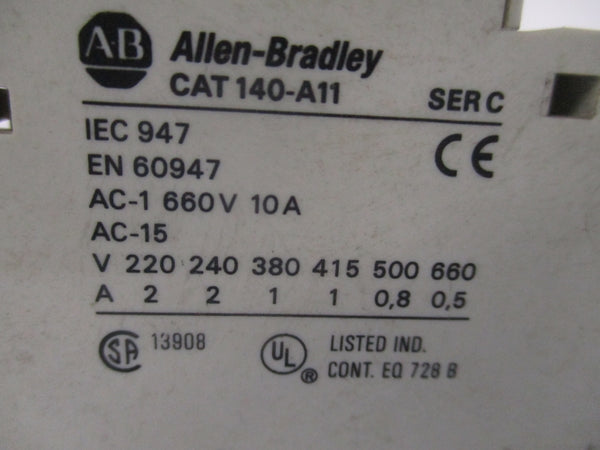 AB Allen-Bradley
CAT 140-A11 SER C
IEC 947 CE
EN 60947
AC-1 660V 10A
AC-15
V 220 240 380 415 500 660
A 2 2 1 1 0,8 0,5
SA 13908 UL ® LISTED IND.
CONT. EQ 728 B